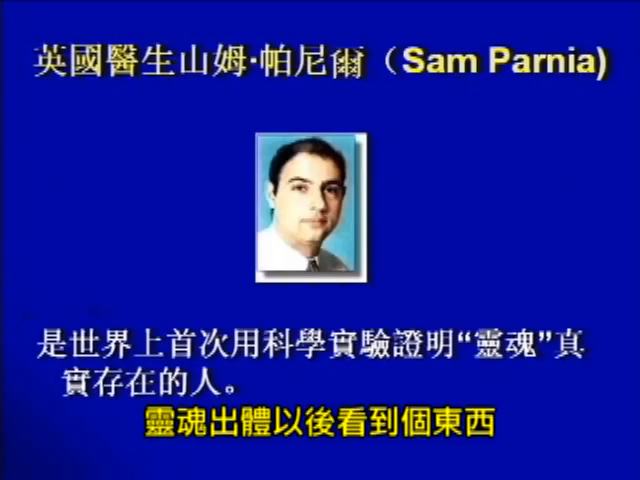 英國醫生山姆·帕尼爾（Sam Parnia)
是世界上首次用科學實驗證明“靈魂”真
實存在的人。
靈魂出體以後看到個東西